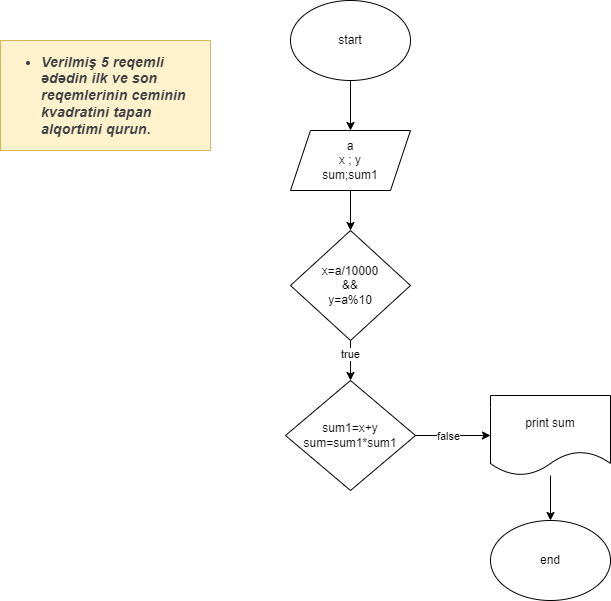 start
• Verilmiş 5 reqemli
ədədin ilk ve son
reqemlerinin ceminin
kvadratini tapan
alqortimi qurun.
a
x ; y
sum;sum1
x=a/10000
&&
y=a%10
true
sum1=x+y
sum=sum1*sum1
false
print sum
end